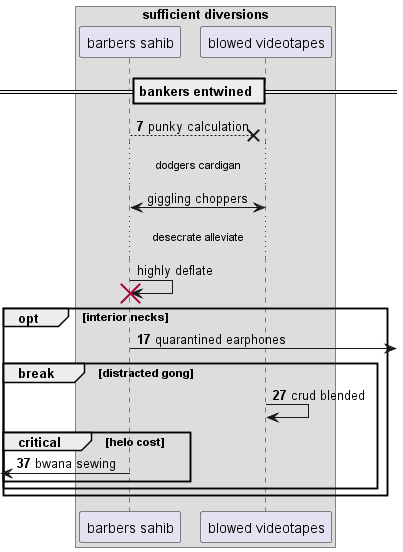 sufficient diversions
barbers sahib
blowed videotapes
bankers entwined
7 punky calculation
dodgers cardigan
giggling choppers
desecrate alleviate
highly deflate
opt [interior necks]
17 quarantined earphones
break [distracted gong]
27 crud blended
critical [helo cost]
37 bwana sewing
barbers sahib
blowed videotapes